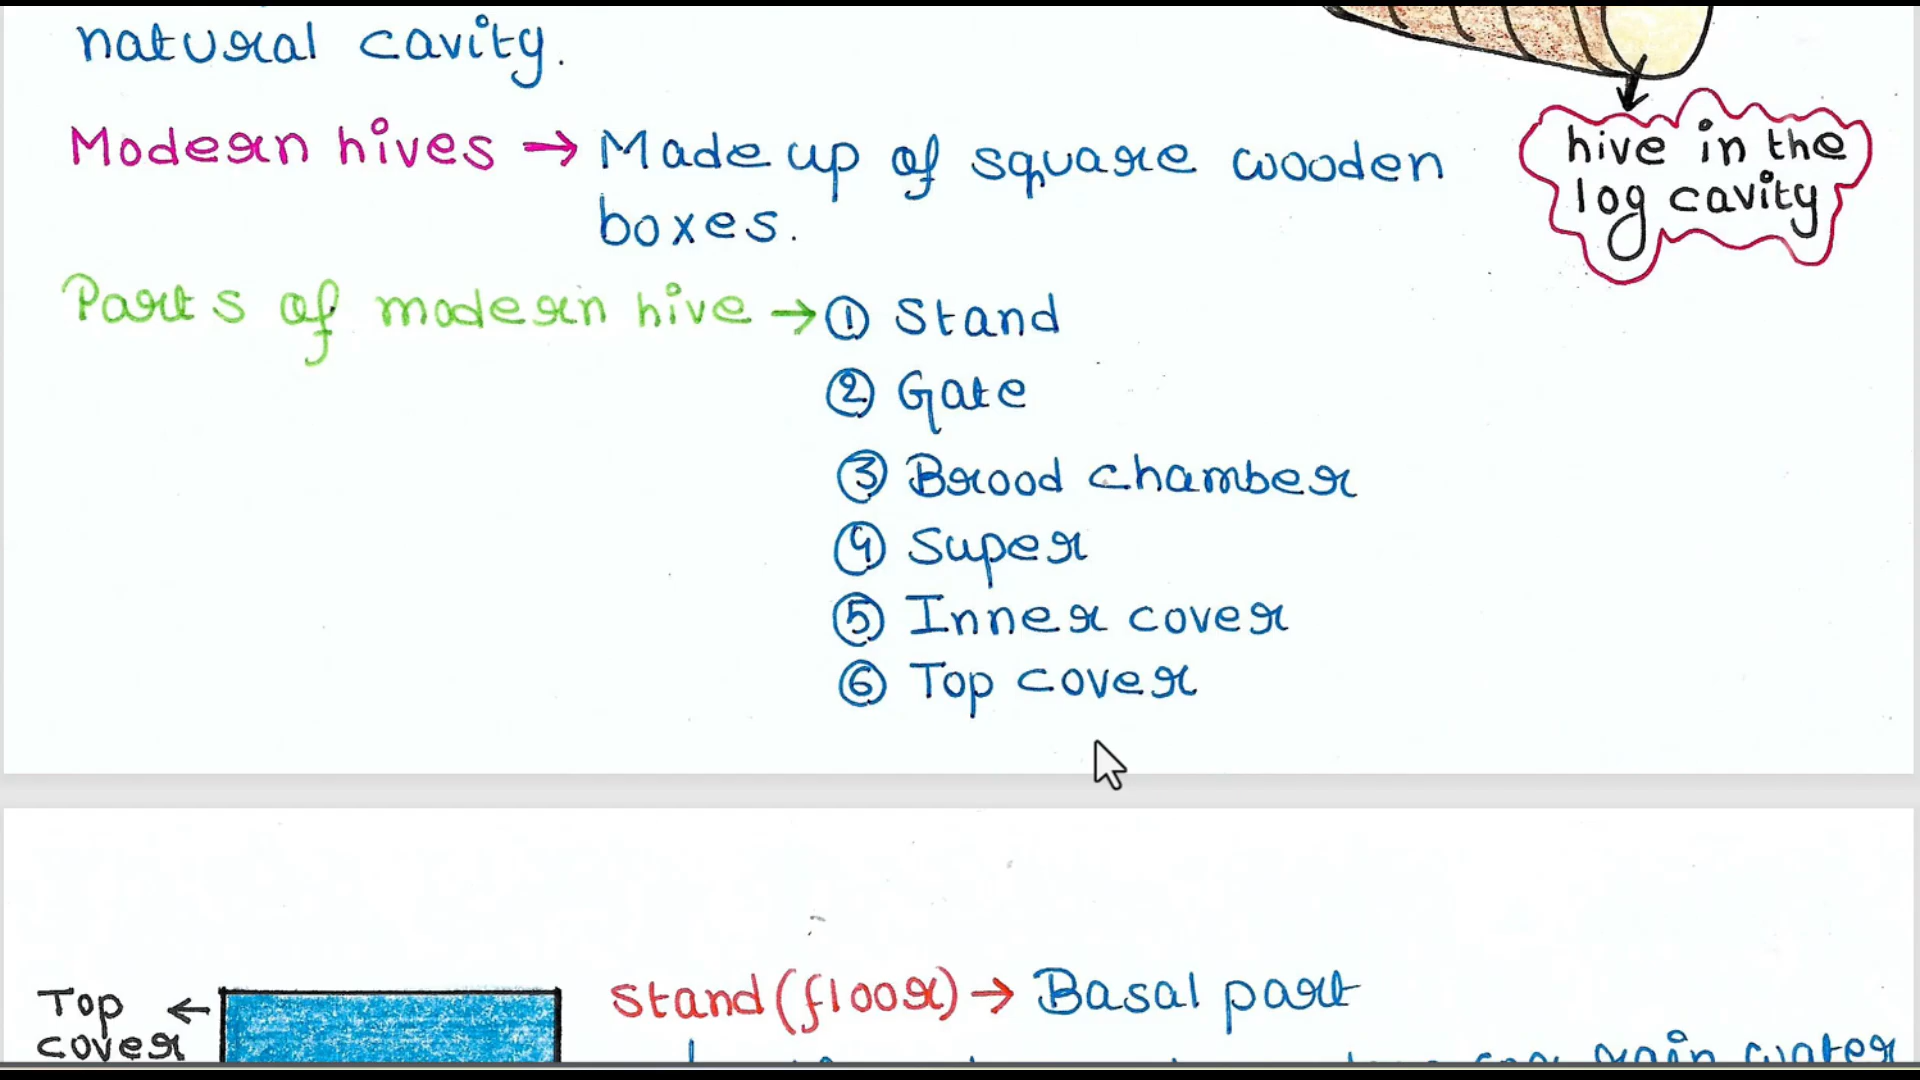 natural cavity.
hive in the
log cavity
Modern hives → Made up of square wooden
boxes.
Parts of modern hive → ① Stand
② Gate
③ Brood chamber
④ Super
⑤ Inner cover
⑥ Top cover
Top
cover
Stand (floor) → Basal part
rain water